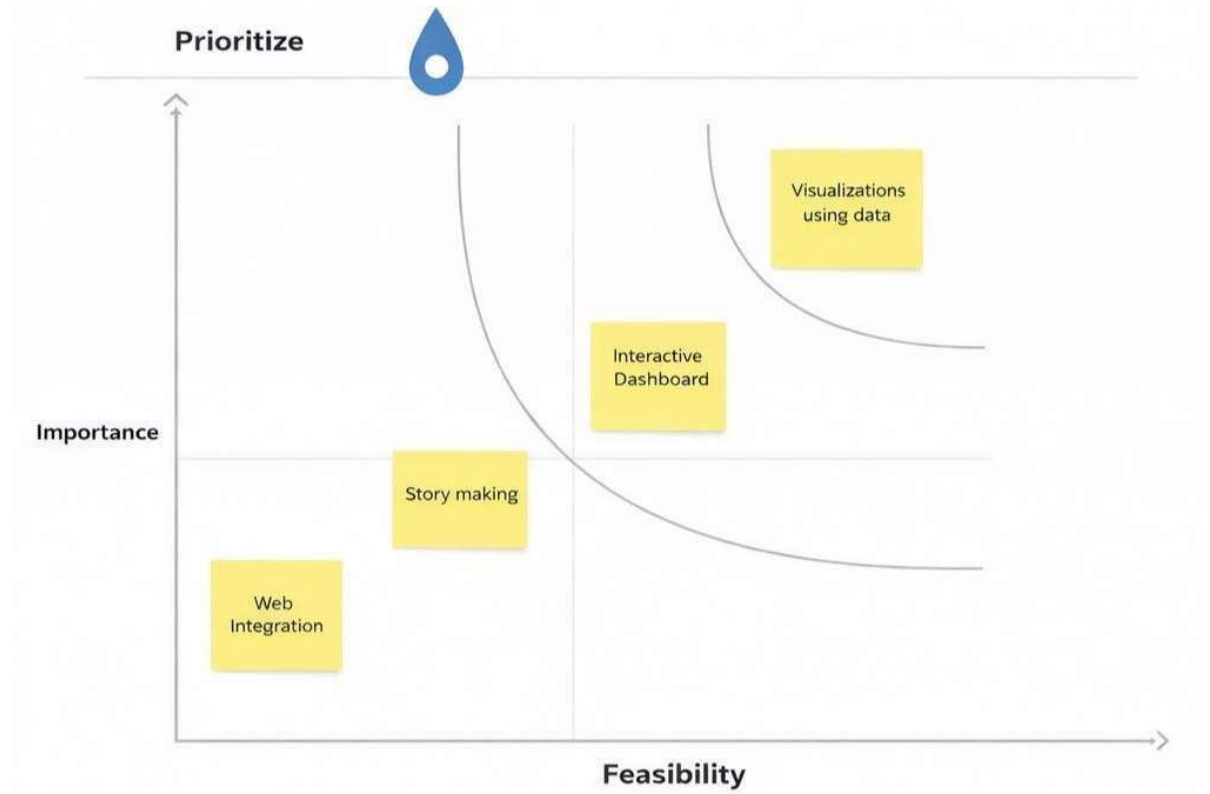 Prioritize
Visualizations
using data
Interactive
Dashboard
Importance
Story making
Web
Integration
Feasibility